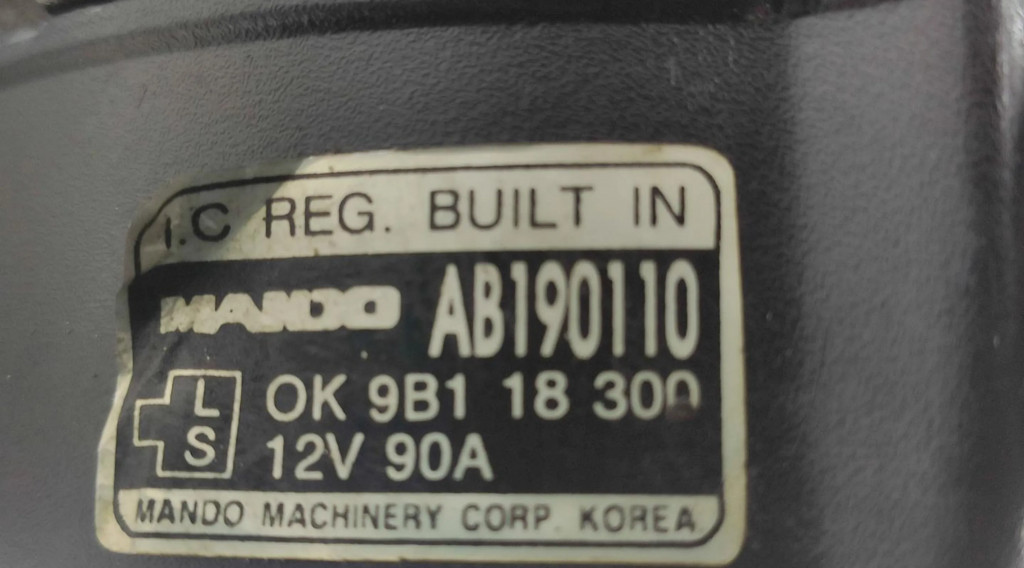 I.C REG. BUILT IN
MANDO AB190110
L OK 9B1 18 300
S 12V 90A
MANDO MACHINERY CORP. KOREA